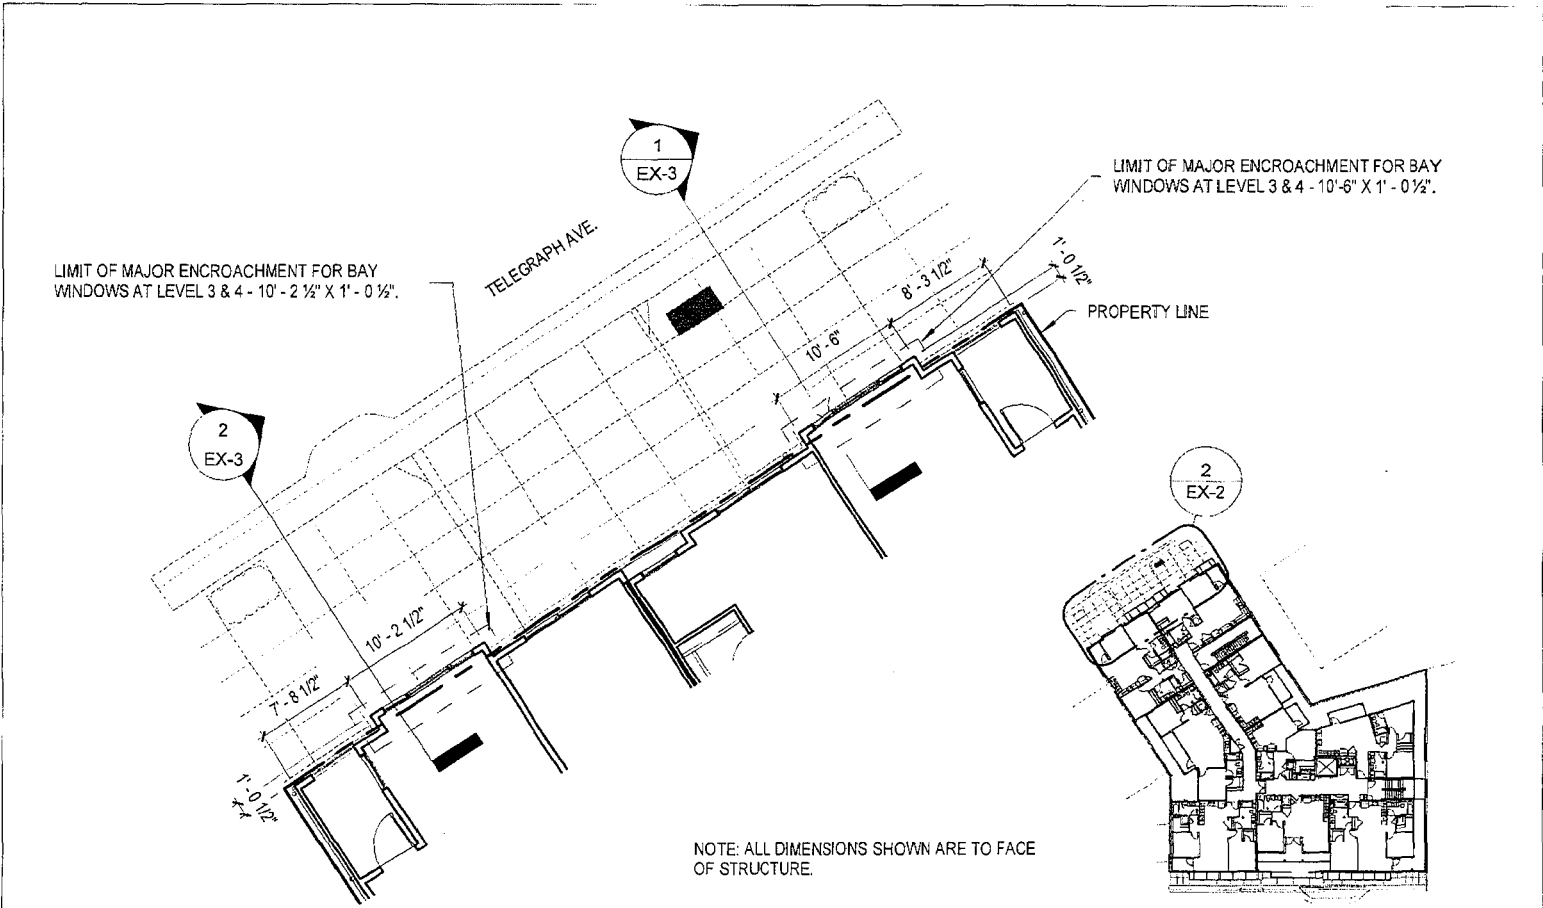 1
EX-3
LIMIT OF MAJOR ENCROACHMENT FOR BAY
WINDOWS AT LEVEL 3 & 4 - 10'-6" X 1' - 0 ½".
TELEGRAPH AVE.
LIMIT OF MAJOR ENCROACHMENT FOR BAY
WINDOWS AT LEVEL 3 & 4 - 10' - 2 ½" X 1' - 0 ½".
1' - 0 1/2"
8' - 3 1/2"
PROPERTY LINE
10' - 6"
2
EX-3
2
EX-2
10' - 2 1/2"
7' - 8 1/2"
1' - 0 1/2"
NOTE: ALL DIMENSIONS SHOWN ARE TO FACE
OF STRUCTURE.